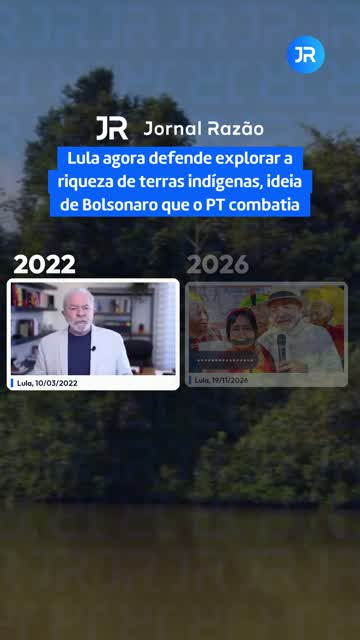 JR
JR Jornal Razão
Lula agora defende explorar a
riqueza de terras indígenas, ideia
de Bolsonaro que o PT combatia
2022
2026
Lula, 10/03/2022
Lula, 19/11/2026